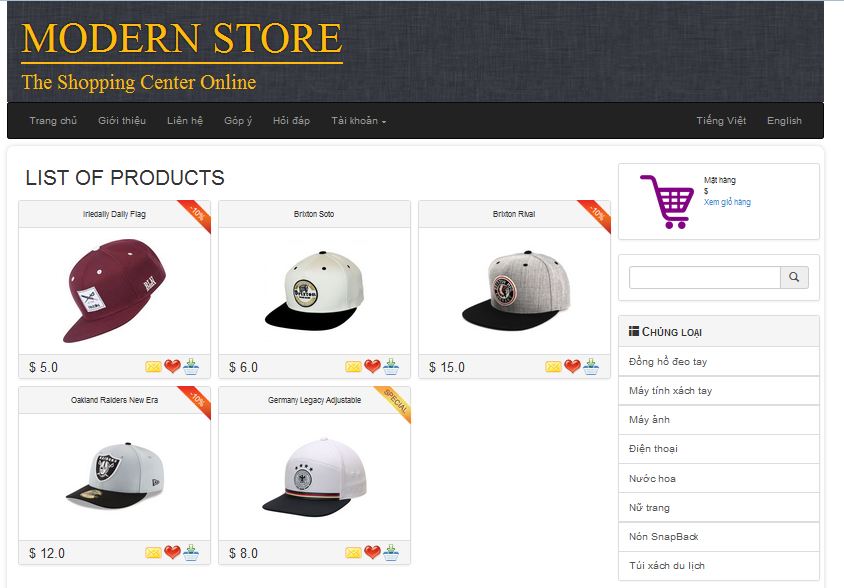 MODERN STORE
The Shopping Center Online
Trang chủ Giới thiệu Liên hệ Góp ý Hỏi đáp Tài khoản Tiếng Việt English
LIST OF PRODUCTS
Iriedaily Daily Flag
-10%
Brixton Soto
Brixton
Brixton Rival
-10%
$ 5.0
$ 6.0
$ 15.0
Oakland Raiders New Era
-10%
RAIDERS
Germany Legacy Adjustable
SPECIAL
$ 12.0
$ 8.0
Mặt hàng
$
Xem giỏ hàng
CHỦNG LOẠI
Đồng hồ đeo tay
Máy tính xách tay
Máy ảnh
Điện thoại
Nước hoa
Nữ trang
Nón SnapBack
Túi xách du lịch